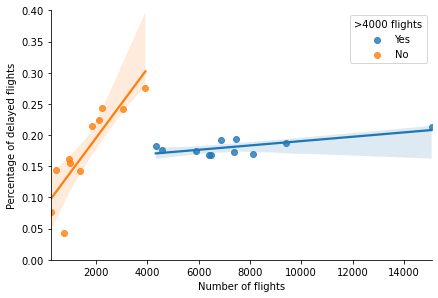 >4000 flights
Yes
No
0.40
0.35
0.30
0.25
0.20
0.15
0.10
0.05
0.00
Percentage of delayed flights
2000 4000 6000 8000 10000 12000 14000
Number of flights